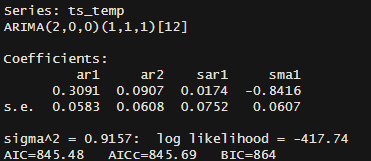 Series: ts_temp
ARIMA(2,0,0)(1,1,1)[12]
Coefficients:
ar1 ar2 sar1 sma1
0.3091 0.0907 0.0174 -0.8416
s.e. 0.0583 0.0608 0.0752 0.0607
sigma^2 = 0.9157: log likelihood = -417.74
AIC=845.48 AICc=845.69 BIC=864